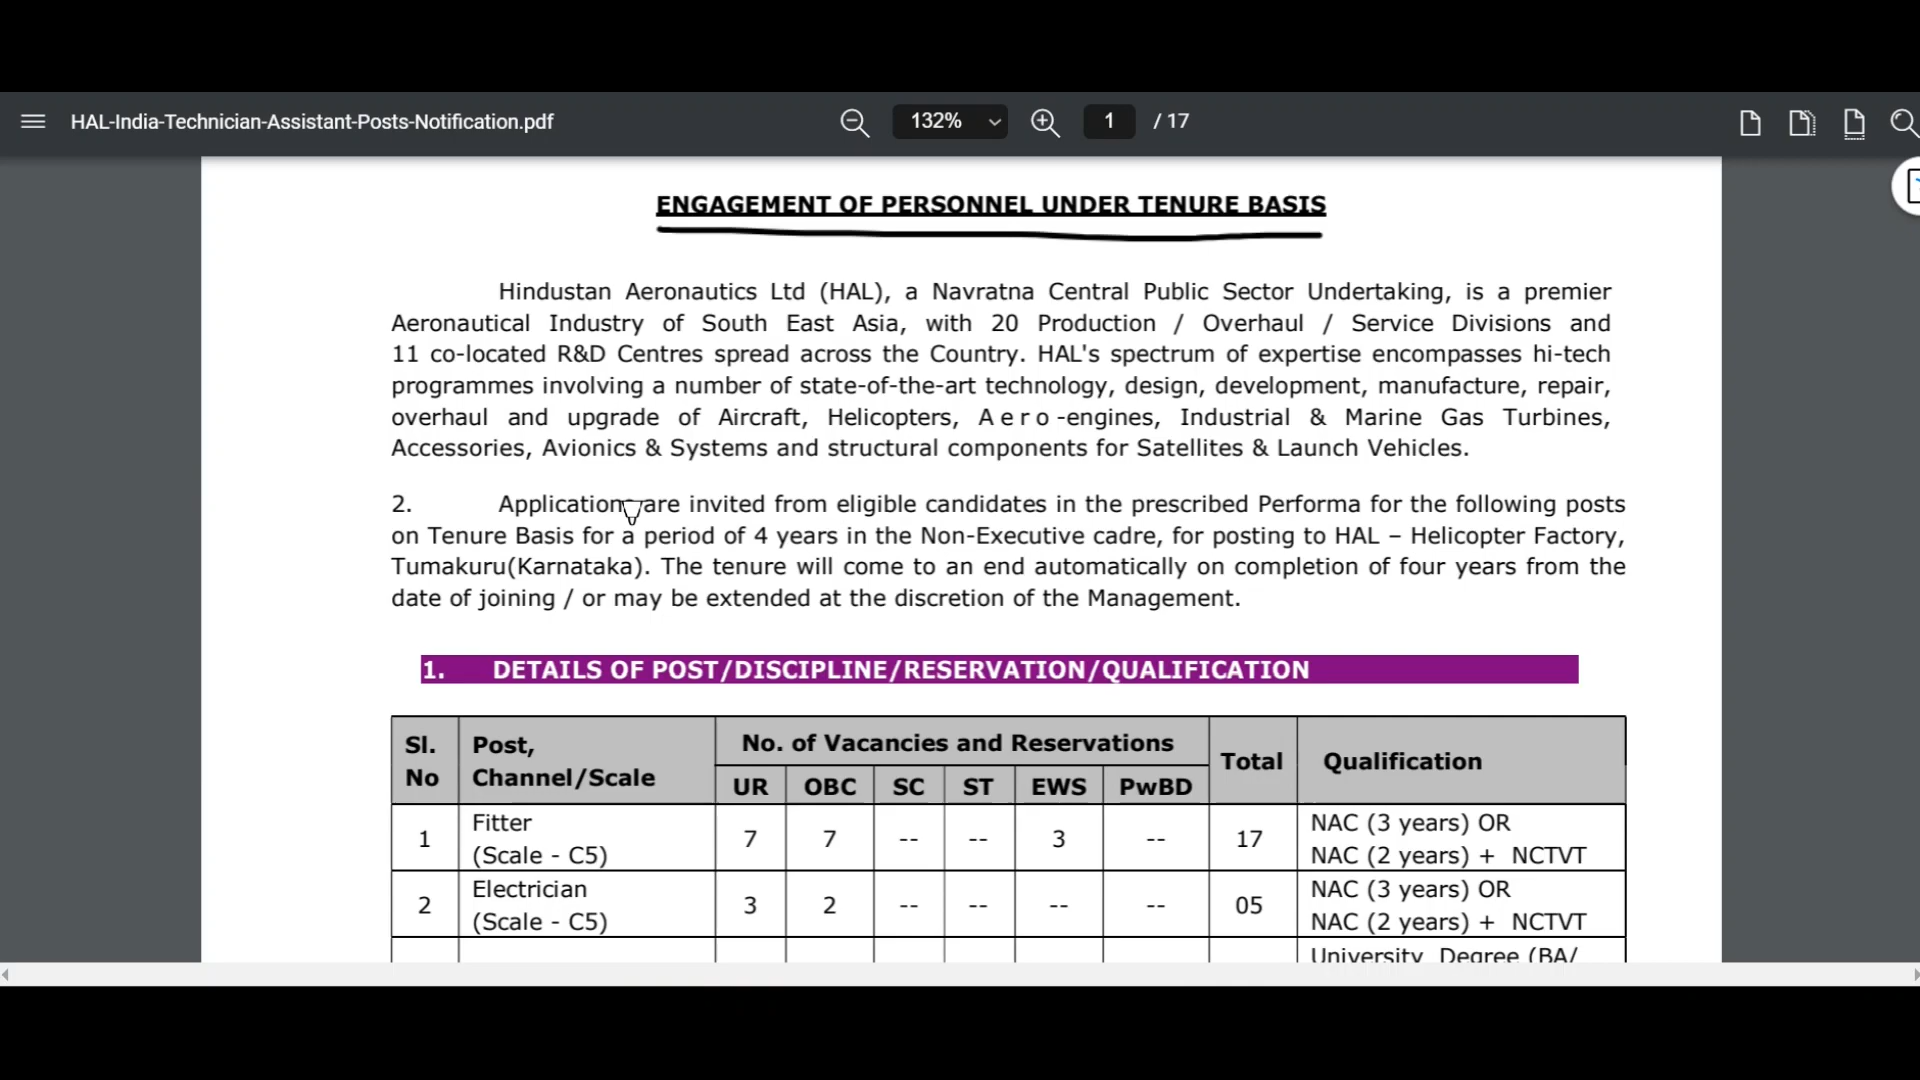 HAL-India-Technician-Assistant-Posts-Notification.pdf 132% 1 / 17
ENGAGEMENT OF PERSONNEL UNDER TENURE BASIS
Hindustan Aeronautics Ltd (HAL), a Navratna Central Public Sector Undertaking, is a premier
Aeronautical Industry of South East Asia, with 20 Production / Overhaul / Service Divisions and
11 co-located R&D Centres spread across the Country. HAL's spectrum of expertise encompasses hi-tech
programmes involving a number of state-of-the-art technology, design, development, manufacture, repair,
overhaul and upgrade of Aircraft, Helicopters, A e r o -engines, Industrial & Marine Gas Turbines,
Accessories, Avionics & Systems and structural components for Satellites & Launch Vehicles.
2. Applications are invited from eligible candidates in the prescribed Performa for the following posts
on Tenure Basis for a period of 4 years in the Non-Executive cadre, for posting to HAL – Helicopter Factory,
Tumakuru(Karnataka). The tenure will come to an end automatically on completion of four years from the
date of joining / or may be extended at the discretion of the Management.
1. DETAILS OF POST/DISCIPLINE/RESERVATION/QUALIFICATION
Sl. No Post, Channel/Scale No. of Vacancies and Reservations Total Qualification
UR OBC SC ST EWS PwBD
1 Fitter (Scale - C5) 7 7 -- -- 3 -- 17 NAC (3 years) OR
NAC (2 years) + NCTVT
2 Electrician (Scale - C5) 3 2 -- -- -- -- 05 NAC (3 years) OR
NAC (2 years) + NCTVT
University Degree (BA/